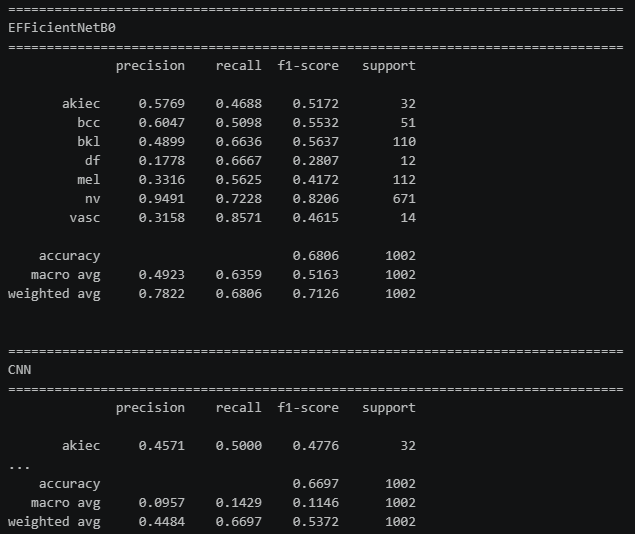 ================================================================================
EFFicientNetB0
================================================================================
              precision    recall  f1-score   support

       akiec     0.5769    0.4688    0.5172        32
         bcc     0.6047    0.5098    0.5532        51
         bkl     0.4899    0.6636    0.5637       110
          df     0.1778    0.6667    0.2807        12
         mel     0.3316    0.5625    0.4172       112
          nv     0.9491    0.7228    0.8206       671
        vasc     0.3158    0.8571    0.4615        14

    accuracy                         0.6806      1002
   macro avg     0.4923    0.6359    0.5163      1002
weighted avg     0.7822    0.6806    0.7126      1002


================================================================================
CNN
================================================================================
              precision    recall  f1-score   support

       akiec     0.4571    0.5000    0.4776        32
...
    accuracy                         0.6697      1002
   macro avg     0.0957    0.1429    0.1146      1002
weighted avg     0.4484    0.6697    0.5372      1002